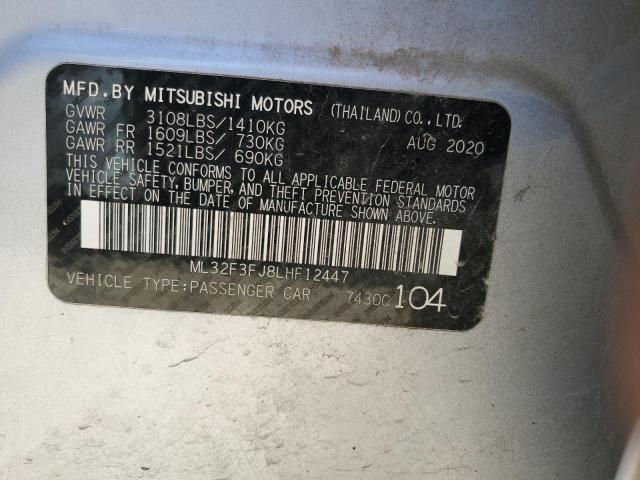 MFD.BY MITSUBISHI MOTORS (THAILAND)CO.,LTD.
GVWR 3108LBS/1410KG
GAWR FR 1609LBS/ 730KG AUG 2020
GAWR RR 1521LBS/ 690KG
THIS VEHICLE CONFORMS TO ALL APPLICABLE FEDERAL MOTOR
VEHICLE SAFETY, BUMPER, AND THEFT PREVENTION STANDARDS
IN EFFECT ON THE DATE OF MANUFACTURE SHOWN ABOVE.
ML32F3FJ8LHF12447
VEHICLE TYPE:PASSENGER CAR 7430C 104